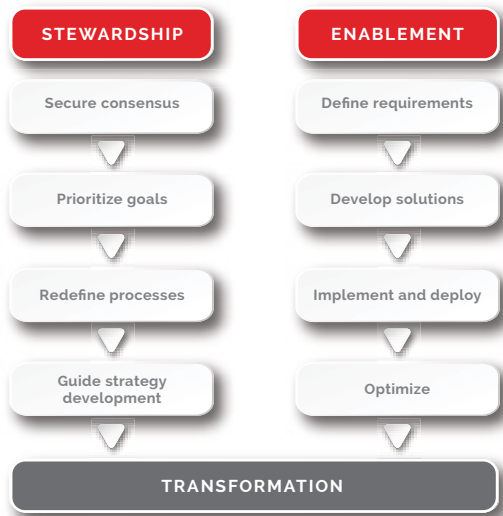 STEWARDSHIP
Secure consensus
Prioritize goals
Redefine processes
Guide strategy
development
ENABLEMENT
Define requirements
Develop solutions
Implement and deploy
Optimize
TRANSFORMATION